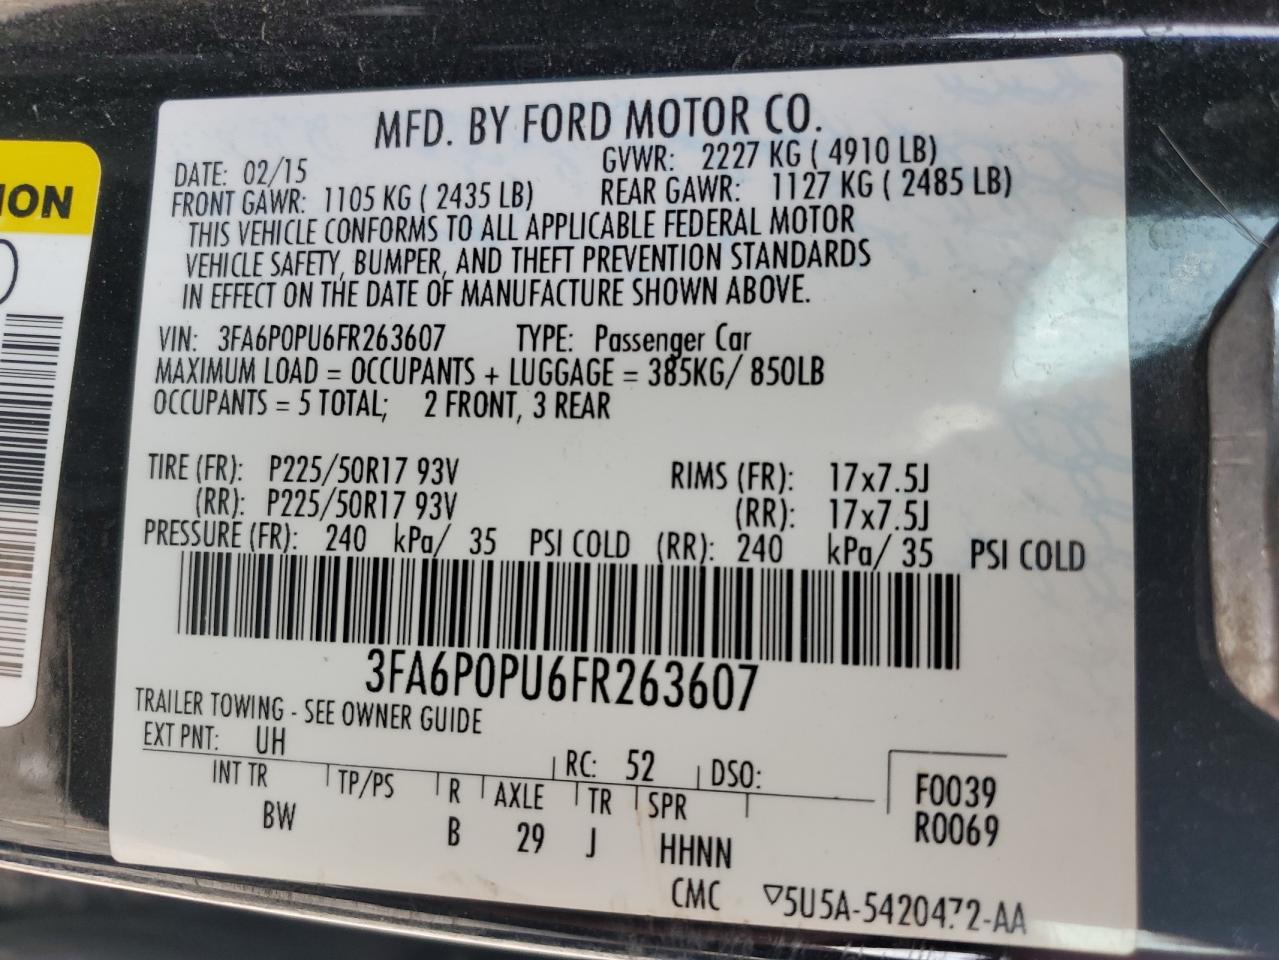 MFD. BY FORD MOTOR CO.
DATE: 02/15 GVWR: 2227 KG ( 4910 LB)
FRONT GAWR: 1105 KG ( 2435 LB) REAR GAWR: 1127 KG ( 2485 LB)
THIS VEHICLE CONFORMS TO ALL APPLICABLE FEDERAL MOTOR
VEHICLE SAFETY, BUMPER, AND THEFT PREVENTION STANDARDS
IN EFFECT ON THE DATE OF MANUFACTURE SHOWN ABOVE.
VIN: 3FA6P0PU6FR263607 TYPE: Passenger Car
MAXIMUM LOAD = OCCUPANTS + LUGGAGE = 385KG/ 850LB
OCCUPANTS = 5 TOTAL; 2 FRONT, 3 REAR
TIRE (FR): P225/50R17 93V RIMS (FR): 17x7.5J
(RR): P225/50R17 93V (RR): 17x7.5J
PRESSURE (FR): 240 kPa/ 35 PSI COLD (RR): 240 kPa/ 35 PSI COLD
3FA6P0PU6FR263607
TRAILER TOWING - SEE OWNER GUIDE
EXT PNT: UH RC: 52 DSO:
INT TR TP/PS R AXLE TR SPR F0039
BW B 29 J HHNN R0069
CMC ▽5U5A-5420472-AA
ION